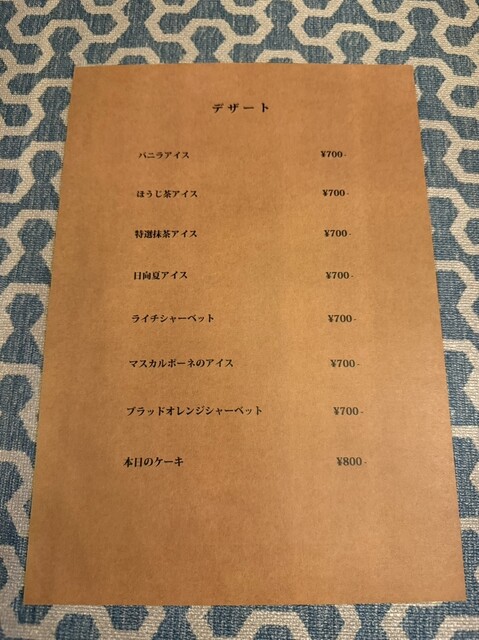 デザート
バニラアイス ¥700-
ほうじ茶アイス ¥700-
特選抹茶アイス ¥700-
日向夏アイス ¥700-
ライチシャーベット ¥700-
マスカルポーネのアイス ¥700-
ブラッドオレンジシャーベット ¥700-
本日のケーキ ¥800-